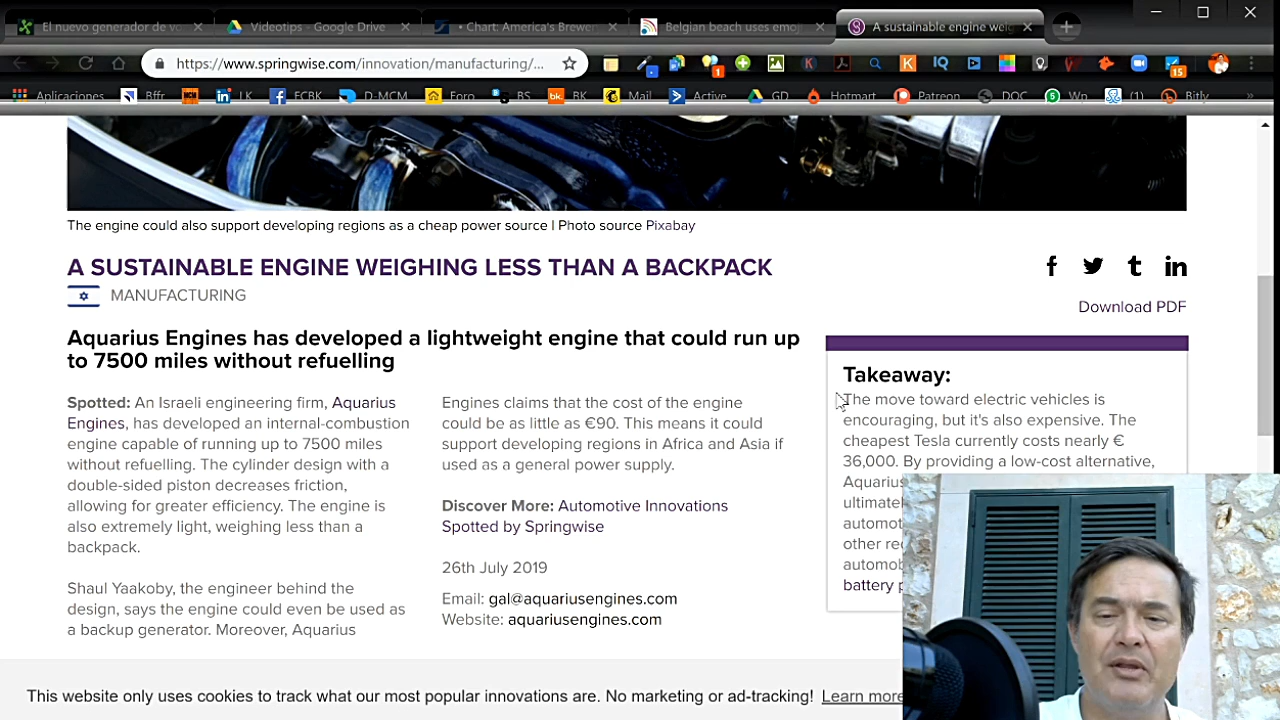 El nuevo generador de vo
Videotips - Google Drive
• Chart: America's Brewer
Belgian beach uses emoj
A sustainable engine wei
https://www.springwise.com/innovation/manufacturing/...
15
Aplicaciones
Bffr
LK
FCBK
D-MCM
Foro
BS
BK
Mail
Active
GD
Hotmart
Patreon
DOC
Wp
(1)
Bitly
»
The engine could also support developing regions as a cheap power source | Photo source Pixabay
A SUSTAINABLE ENGINE WEIGHING LESS THAN A BACKPACK
MANUFACTURING
Download PDF
Aquarius Engines has developed a lightweight engine that could run up
to 7500 miles without refuelling
Spotted: An Israeli engineering firm, Aquarius
Engines, has developed an internal-combustion
engine capable of running up to 7500 miles
without refuelling. The cylinder design with a
double-sided piston decreases friction,
allowing for greater efficiency. The engine is
also extremely light, weighing less than a
backpack.
Shaul Yaakoby, the engineer behind the
design, says the engine could even be used as
a backup generator. Moreover, Aquarius
Engines claims that the cost of the engine
could be as little as €90. This means it could
support developing regions in Africa and Asia if
used as a general power supply.
Discover More: Automotive Innovations
Spotted by Springwise
26th July 2019
Email: gal@aquariusengines.com
Website: aquariusengines.com
Takeaway:
The move toward electric vehicles is
encouraging, but it's also expensive. The
cheapest Tesla currently costs nearly €
36,000. By providing a low-cost alternative,
Aquarius
ultimatel
automot
other re
automob
battery p
This website only uses cookies to track what our most popular innovations are. No marketing or ad-tracking! Learn more